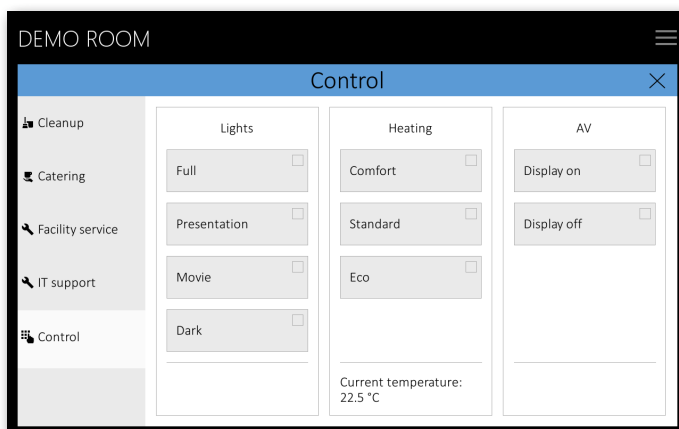 DEMO ROOM
Control
Cleanup
Catering
Facility service
IT support
Control
Lights
Full
Presentation
Movie
Dark
Heating
Comfort
Standard
Eco
Current temperature:
22.5 °C
AV
Display on
Display off